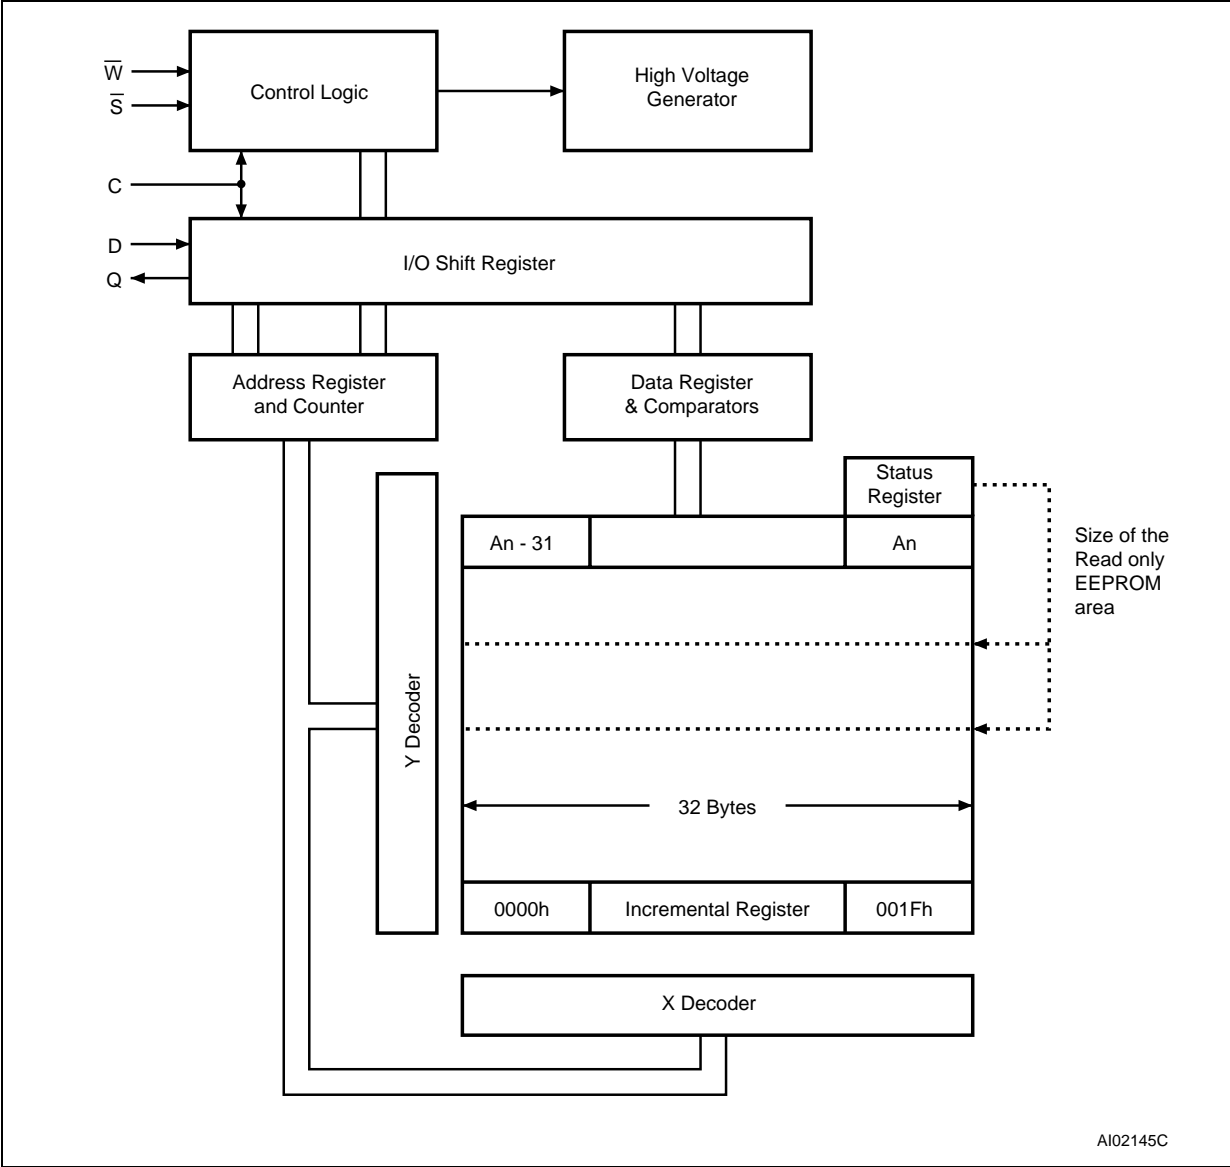 W̅
S̅
Control Logic
High Voltage
Generator
C
D
Q
I/O Shift Register
Address Register
and Counter
Data Register
& Comparators
Status
Register
An - 31
An
Size of the
Read only
EEPROM
area
Y Decoder
32 Bytes
0000h
Incremental Register
001Fh
X Decoder
AI02145C